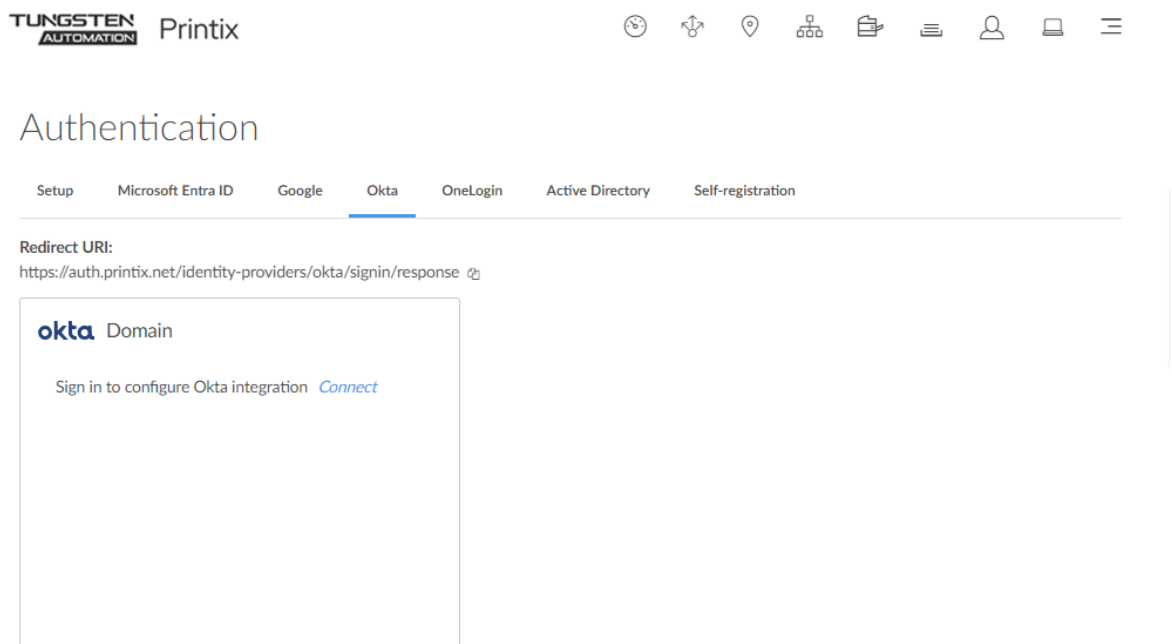 TUNGSTEN
AUTOMATION
Printix
Authentication
Setup Microsoft Entra ID Google Okta OneLogin Active Directory Self-registration
Redirect URI:
https://auth.printix.net/identity-providers/okta/signin/response
okta Domain
Sign in to configure Okta integration Connect